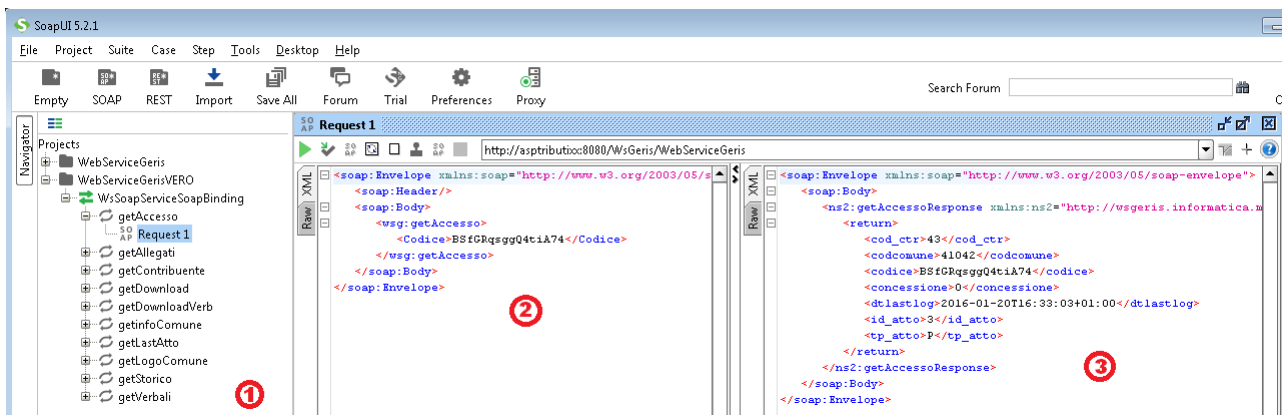 SoapUI 5.2.1
File Project Suite Case Step Tools Desktop Help
Empty SOAP REST Import Save All Forum Trial Preferences Proxy
Search Forum
Navigator
Projects
WebServiceGeris
WebServiceGerisVERO
WsSoapServiceSoapBinding
getAccesso
SO AP Request 1
getAllegati
getContribuente
getDownload
getDownloadVerb
getinfoComune
getLastAtto
getLogoComune
getStorico
getVerbali
1
SO AP Request 1
http://asptributixx:8080/WsGeris/WebServiceGeris
XML
Raw
<soap:Envelope xmlns:soap="http://www.w3.org/2003/05/s
<soap:Header/>
<soap:Body>
<wsg:getAccesso>
<Codice>BSfGRqsggQ4tiA74</Codice>
</wsg:getAccesso>
</soap:Body>
</soap:Envelope>
2
XML
Raw
<soap:Envelope xmlns:soap="http://www.w3.org/2003/05/soap-envelope">
<soap:Body>
<ns2:getAccessoResponse xmlns:ns2="http://wsgeris.informatica.m
<return>
<cod_ctr>43</cod_ctr>
<codcomune>41042</codcomune>
<codice>BSfGRqsggQ4tiA74</codice>
<concessione>0</concessione>
<dtlastlog>2016-01-20T16:33:03+01:00</dtlastlog>
<id_atto>3</id_atto>
<tp_atto>P</tp_atto>
</return>
</ns2:getAccessoResponse>
</soap:Body>
</soap:Envelope>
3